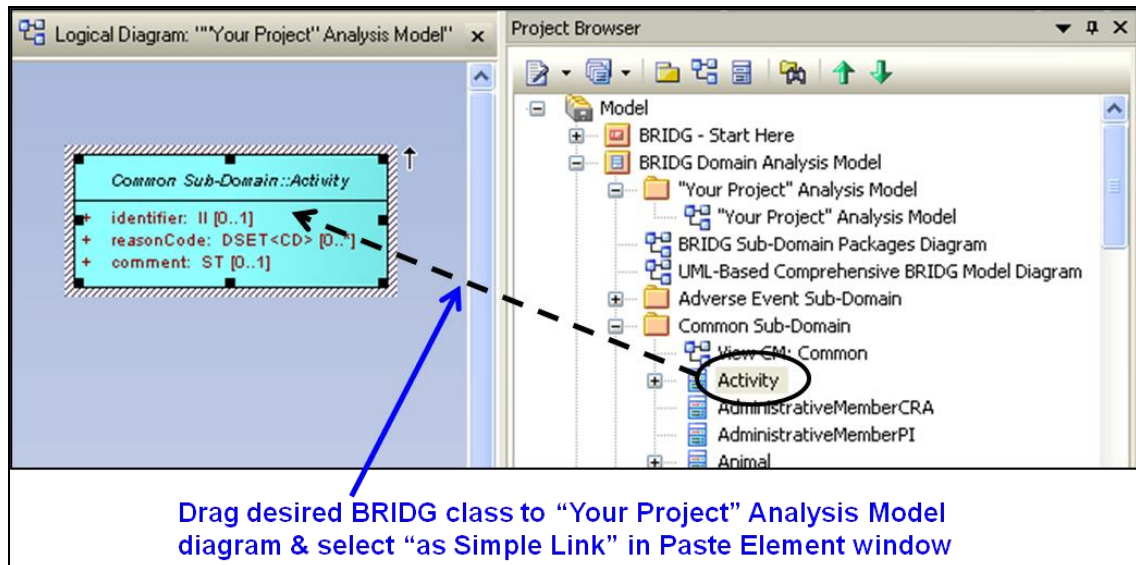 Logical Diagram: ""Your Project" Analysis Model"
Common Sub-Domain::Activity
+ identifier: II [0..1]
+ reasonCode: DSET<CD> [0..*]
+ comment: ST [0..1]
Project Browser
Model
BRIDG - Start Here
BRIDG Domain Analysis Model
"Your Project" Analysis Model
"Your Project" Analysis Model
BRIDG Sub-Domain Packages Diagram
UML-Based Comprehensive BRIDG Model Diagram
Adverse Event Sub-Domain
Common Sub-Domain
View CM: Common
Activity
AdministrativeMemberCRA
AdministrativeMemberPI
Animal
Drag desired BRIDG class to “Your Project” Analysis Model
diagram & select “as Simple Link” in Paste Element window